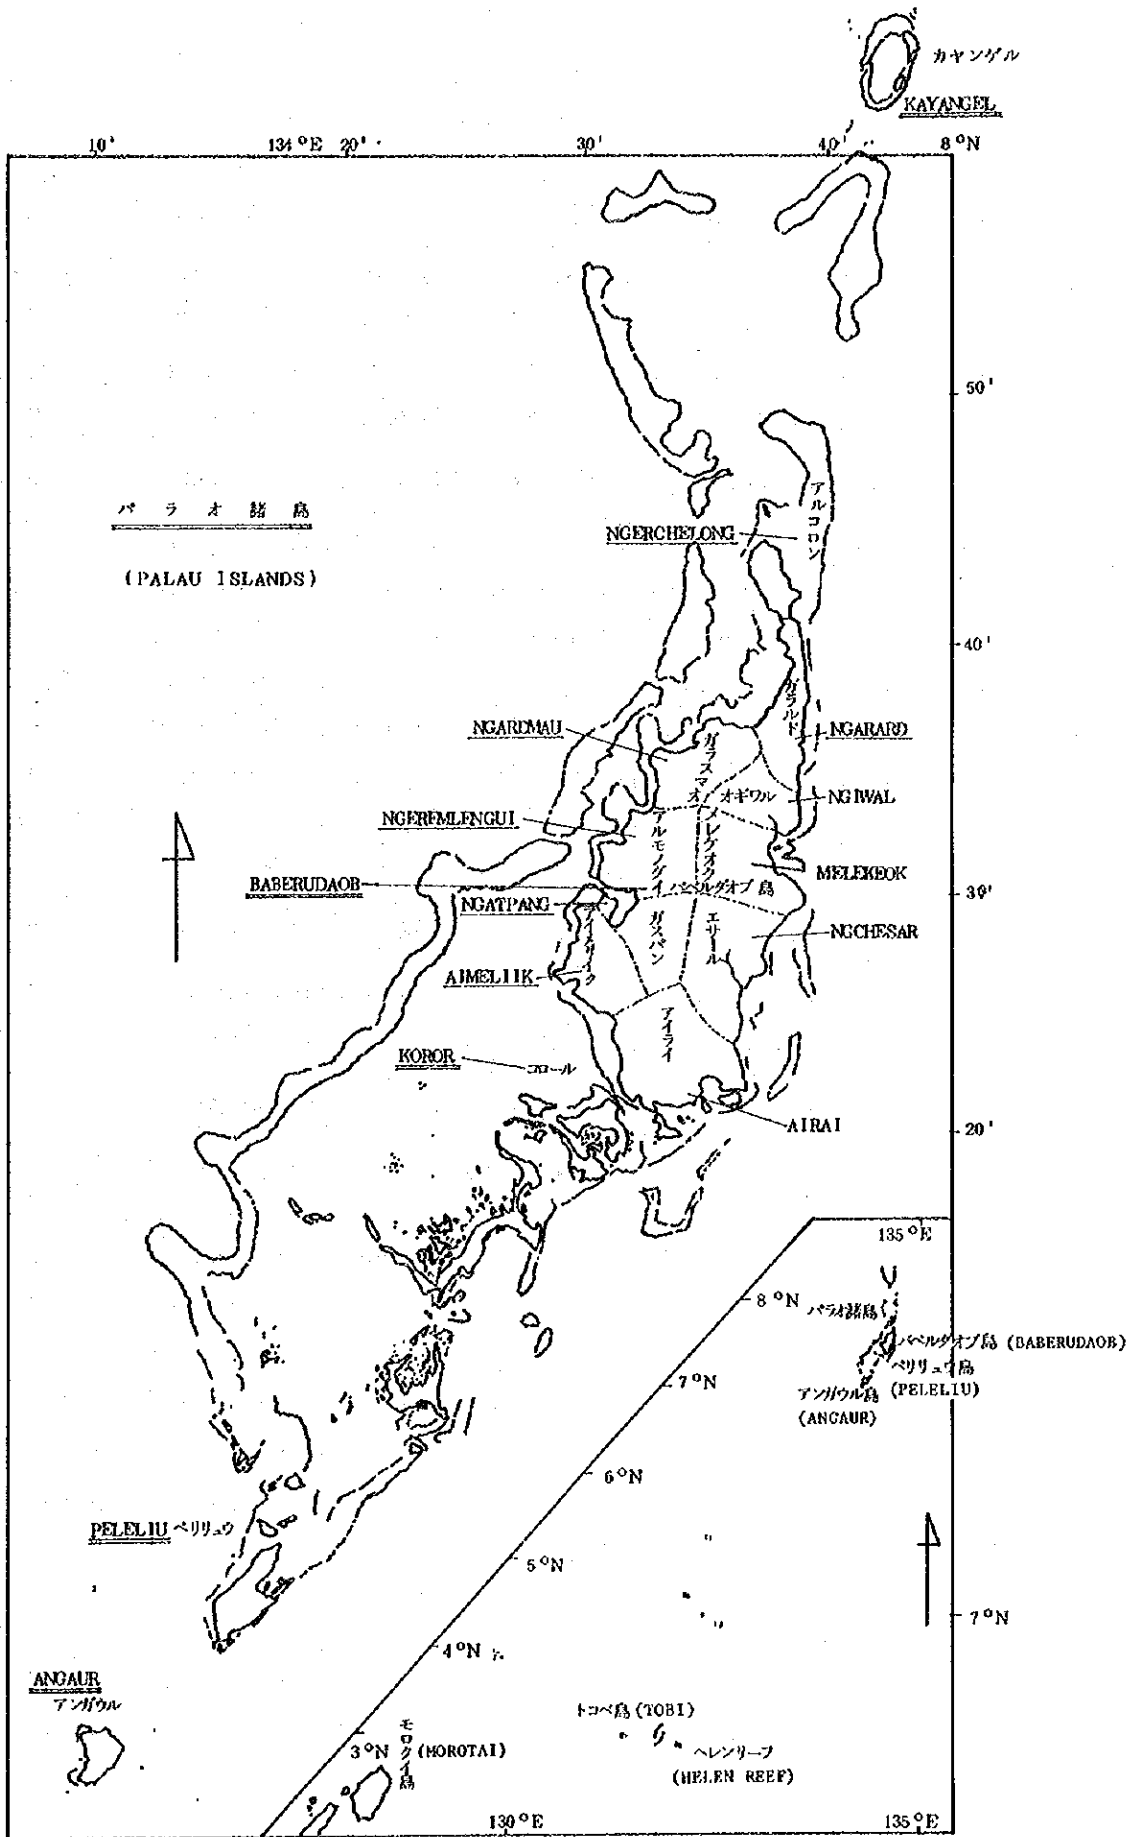 カヤンゲル
KAYANGEL
10'
134°E 20'
30'
40'
8°N
50'
パラオ諸島
(PALAU ISLANDS)
アルコロン
NGERCHELONG
40'
ガラルド
NGARDMAU
ガラスマオ
NGARARD
オギワル
NGIWAL
NGEREMLENGUI
アルモノグイ
メレケオク
MELEKEOK
BABERUDAOB
バベルダオブ島
30'
NGATPANG
アイメリーク
ガスパン
エサール
NGCHESAR
AIMELIIK
アイライ
KOROR
コロール
AIRAI
20'
135°E
8°N
パラオ諸島
バベルダオブ島 (BABERUDAOB)
ペリリュウ島
(PELELIU)
7°N
アンガウル島
(ANGAUR)
6°N
PELELIU ペリリュウ
5°N
7°N
4°N
ANGAUR
アンガウル
トコベ島 (TOBI)
3°N
モロタイ島
(MOROTAI)
ヘレンリーフ
(HELEN REEF)
130°E
135°E